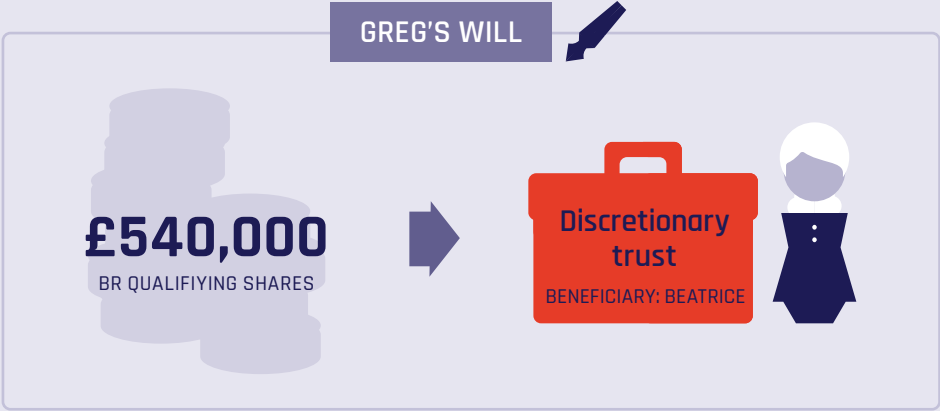 GREG'S WILL
£540,000
BR QUALIFIYING SHARES
Discretionary
trust
BENEFICIARY: BEATRICE